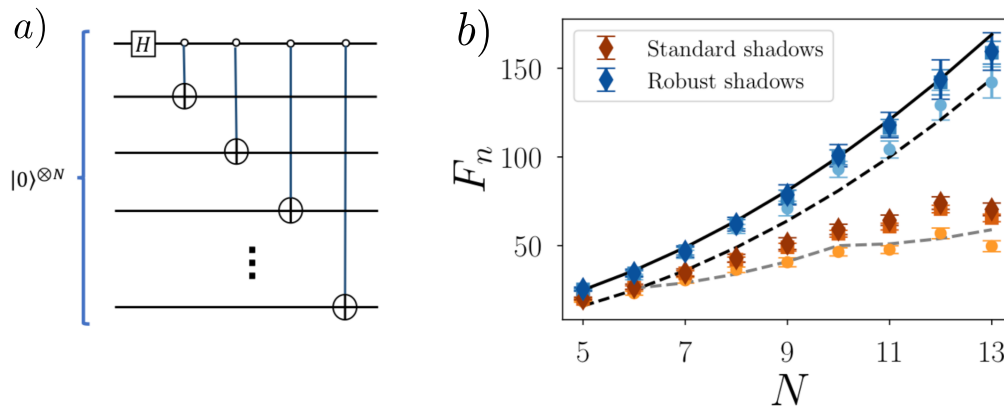 a)
H
|0⟩⊗N
b)
Standard shadows
Robust shadows
F_n
150
100
50
5
7
9
11
13
N